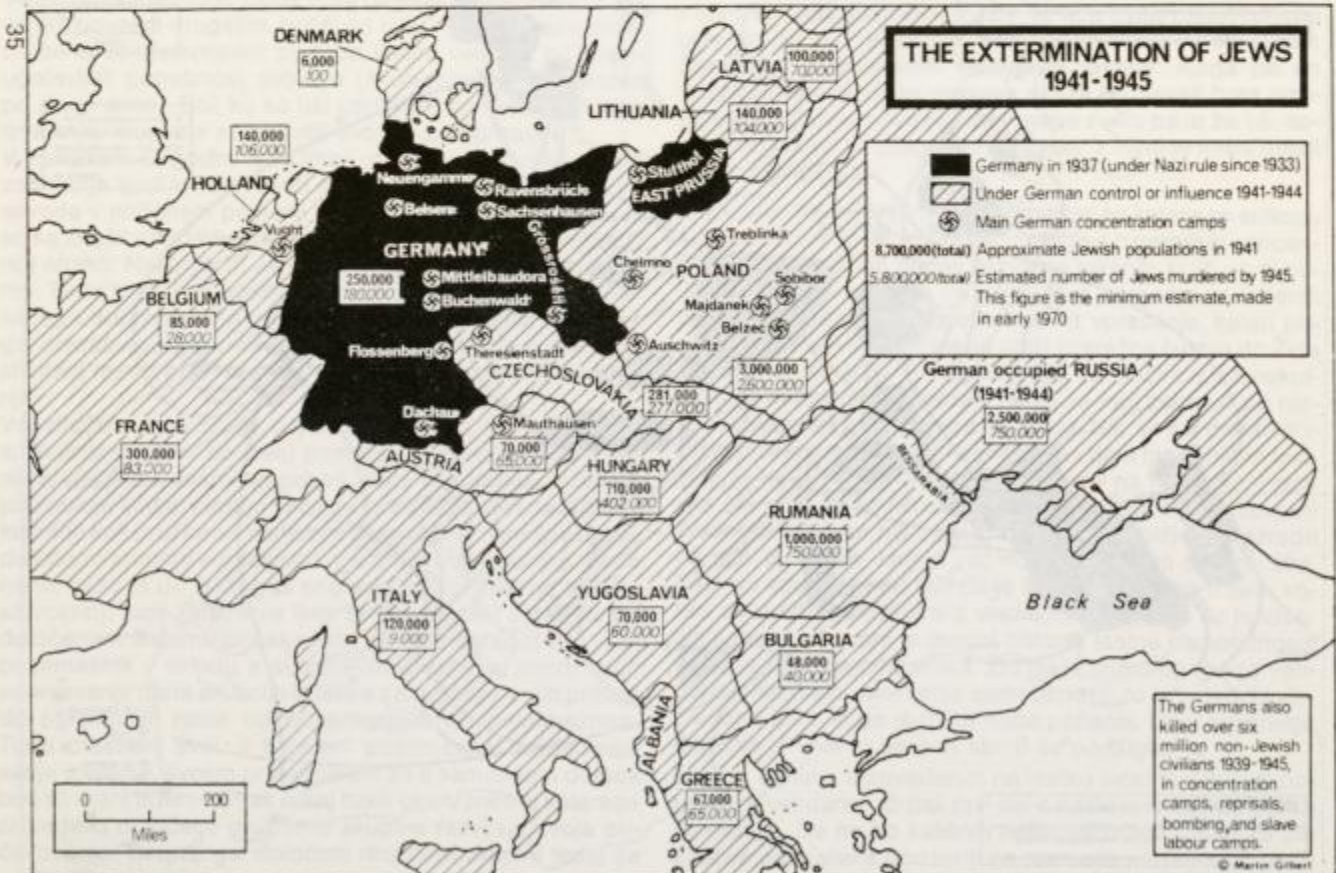 35
THE EXTERMINATION OF JEWS
1941-1945
Germany in 1937 (under Nazi rule since 1933)
Under German control or influence 1941-1944
Main German concentration camps
8,700,000 (total) Approximate Jewish populations in 1941
5,800,000 (total) Estimated number of Jews murdered by 1945.
This figure is the minimum estimate, made
in early 1970
DENMARK
6,000
100
LATVIA
100,000
70,000
LITHUANIA
140,000
104,000
140,000
106,000
HOLLAND
Vught
Neuengamme
Ravensbrück
Belsen
Sachsenhausen
Stutthof
EAST PRUSSIA
GERMANY
250,000
180,000
Mittelbaudora
Buchenwald
Grossrosen
Flossenberg
Dachau
Treblinka
Chelmno
POLAND
Sobibor
Majdanek
Belzec
Auschwitz
3,000,000
2,600,000
BELGIUM
85,000
28,000
Theresienstadt
CZECHOSLOVAKIA
281,000
277,000
German occupied RUSSIA
(1941-1944)
2,500,000
750,000
FRANCE
300,000
83,000
Mauthausen
70,000
65,000
AUSTRIA
HUNGARY
710,000
402,000
BESSARABIA
RUMANIA
1,000,000
750,000
ITALY
120,000
9,000
YUGOSLAVIA
70,000
60,000
Black Sea
BULGARIA
48,000
40,000
ALBANIA
GREECE
67,000
65,000
0 200
Miles
The Germans also
killed over six
million non-Jewish
civilians 1939-1945,
in concentration
camps, reprisals,
bombing, and slave
labour camps.
© Martin Gilbert